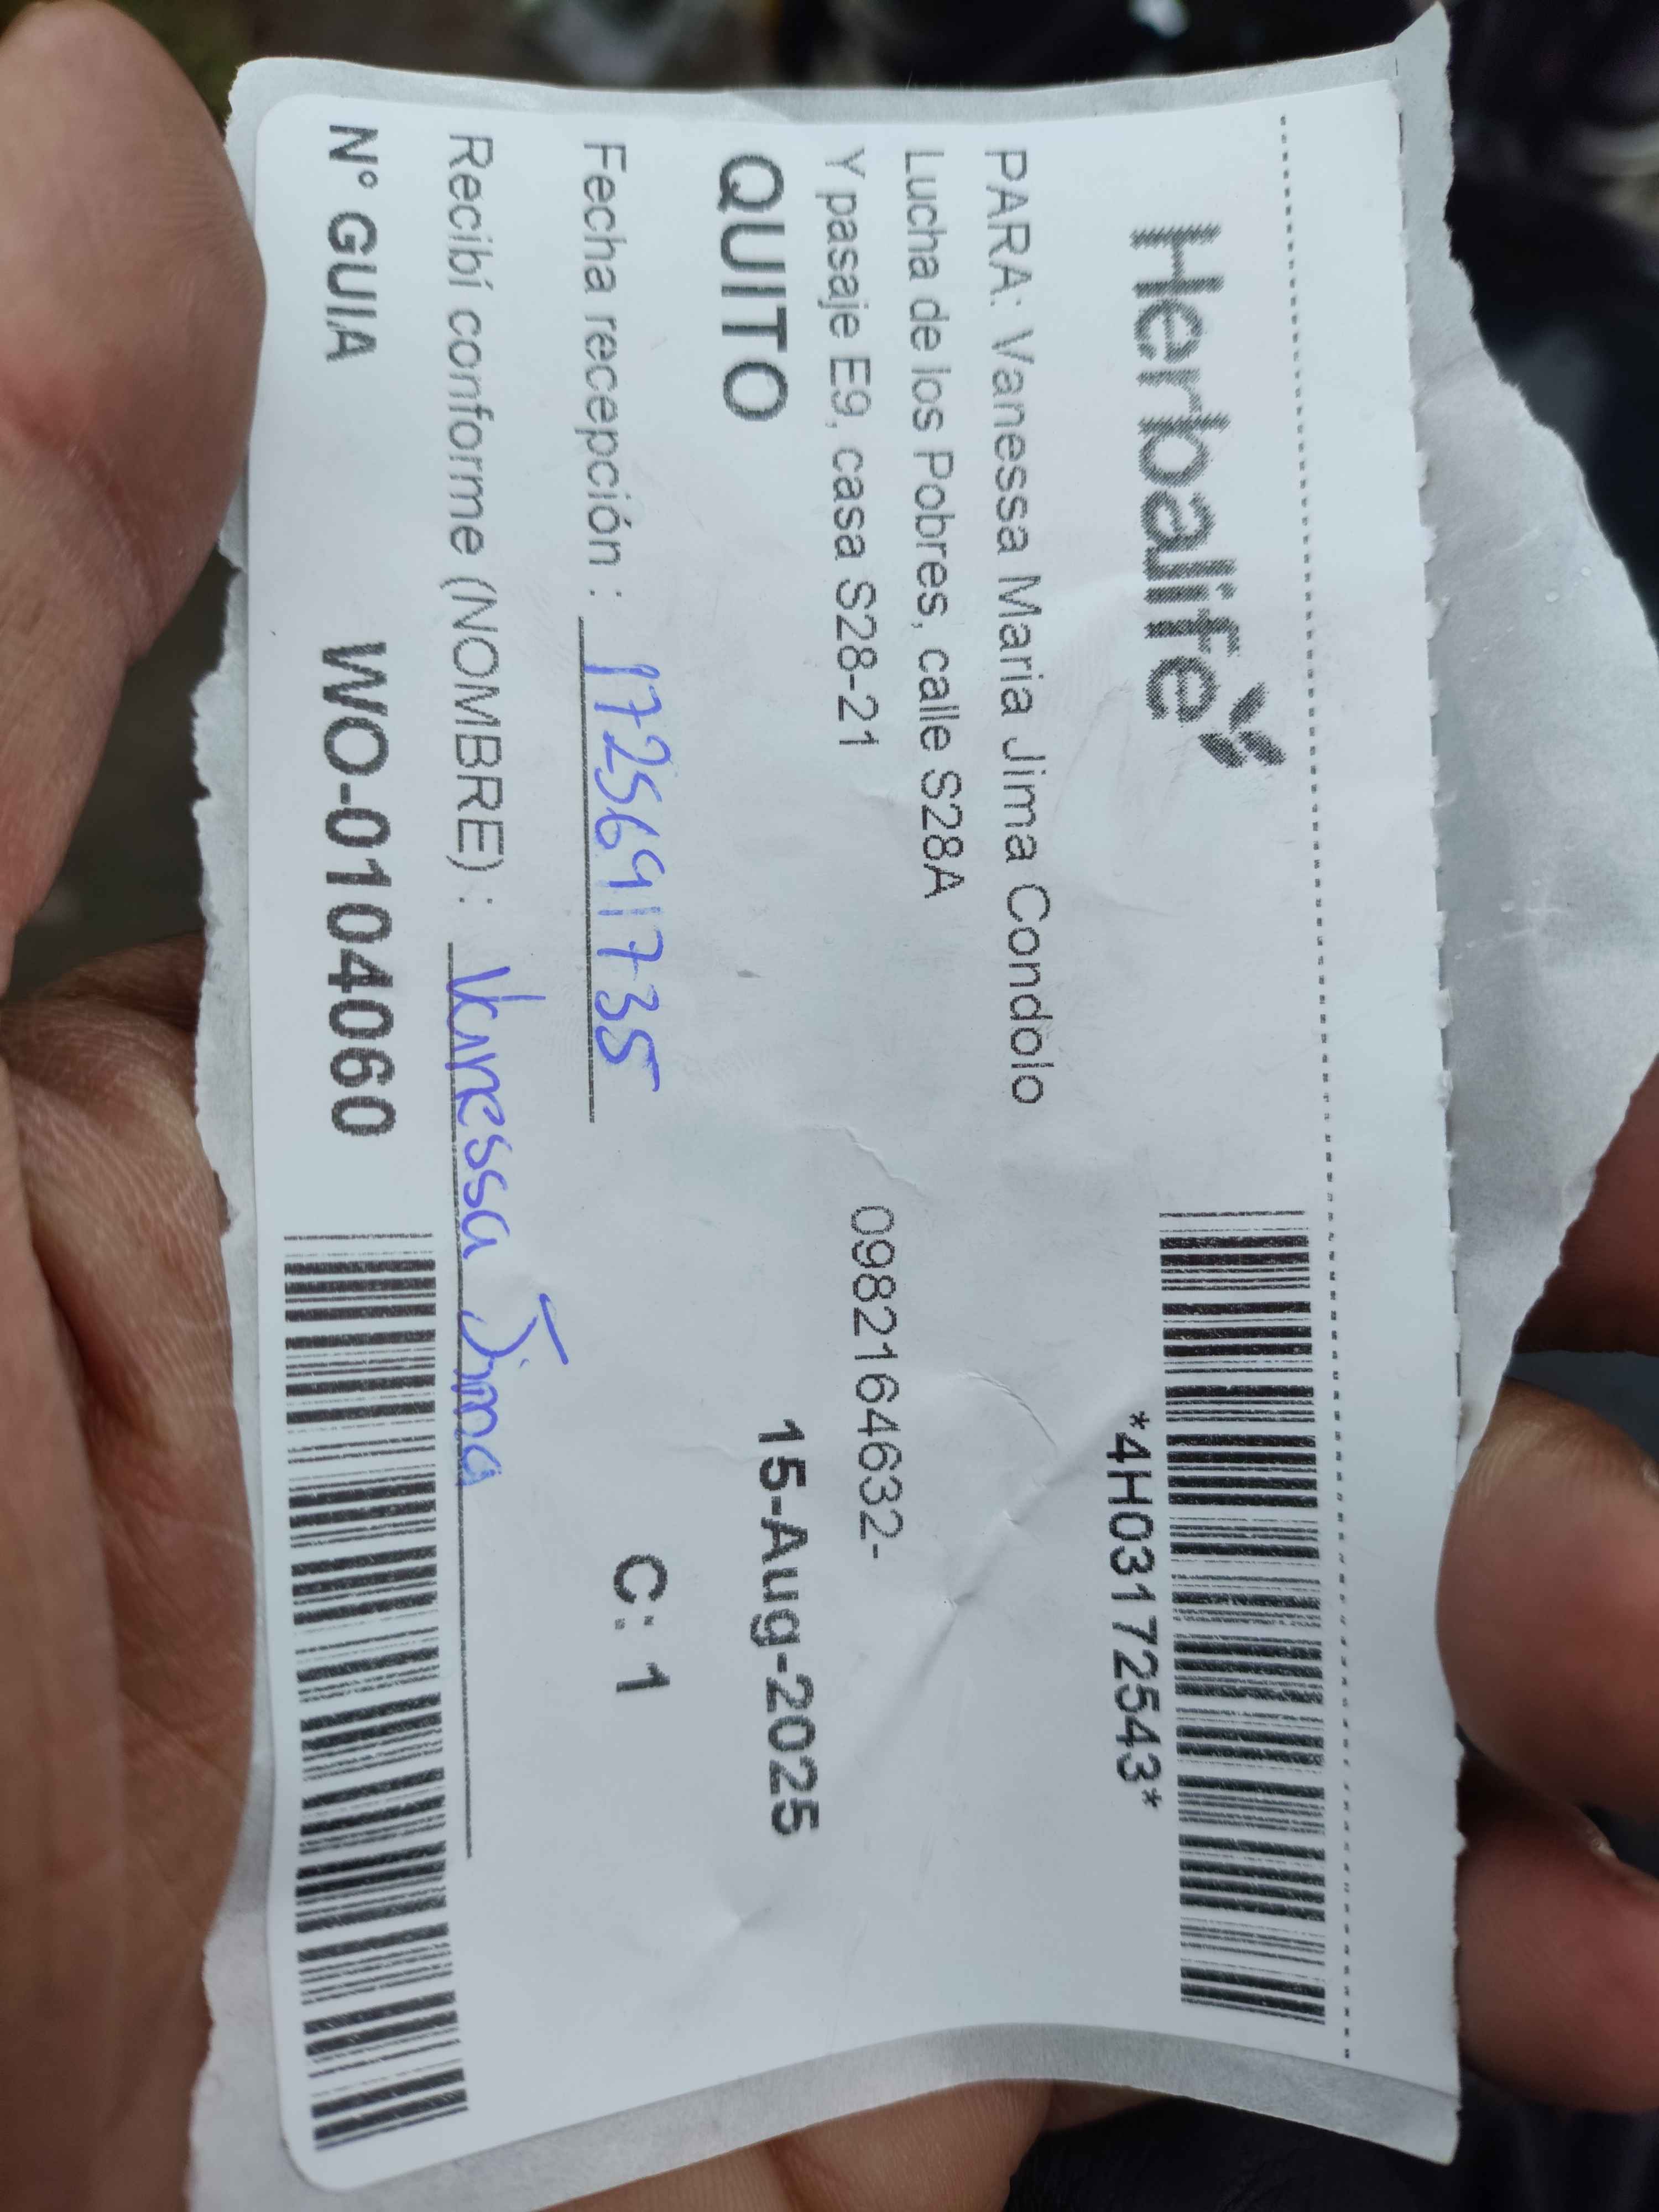 Herbalife
*4H03172543*
PARA: Vanessa Maria Jima Condolo
Lucha de los Pobres, calle S28A
Y pasaje E9, casa S28-21
0982164632-
QUITO
15-Aug-2025
Fecha recepción : 1725691735
C: 1
Recibí conforme (NOMBRE) : Vanessa Jima
N° GUIA WO-0104060